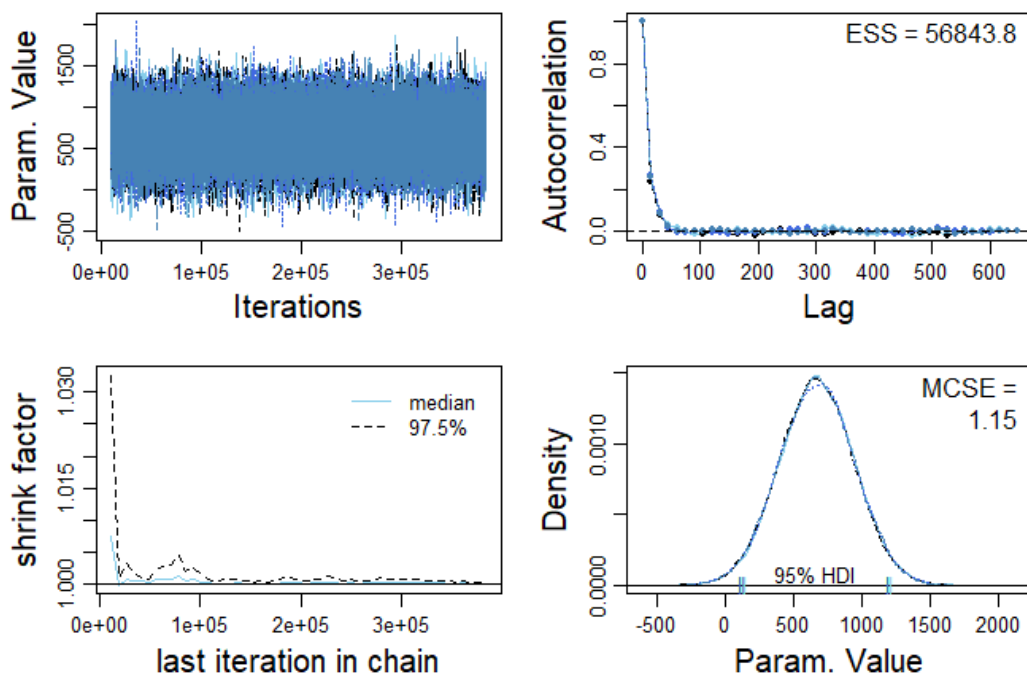 Param. Value
1500
500
-500
0e+00 1e+05 2e+05 3e+05
Iterations
Autocorrelation
0.8
0.4
0.0
ESS = 56843.8
0 100 200 300 400 500 600
Lag
shrink factor
1.030
1.015
1.000
median
97.5%
0e+00 1e+05 2e+05 3e+05
last iteration in chain
Density
0.0010
0.0000
MCSE =
1.15
95% HDI
-500 0 500 1000 1500 2000
Param. Value